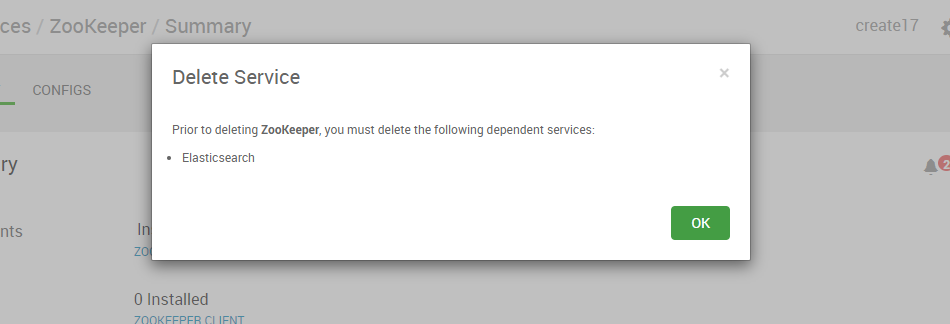 ces / ZooKeeper / Summary
create17
Delete Service
×
CONFIGS
Prior to deleting ZooKeeper, you must delete the following dependent services:
• Elasticsearch
ry
2
OK
nts
In
ZOO
0 Installed
ZOOKEEPER CLIENT